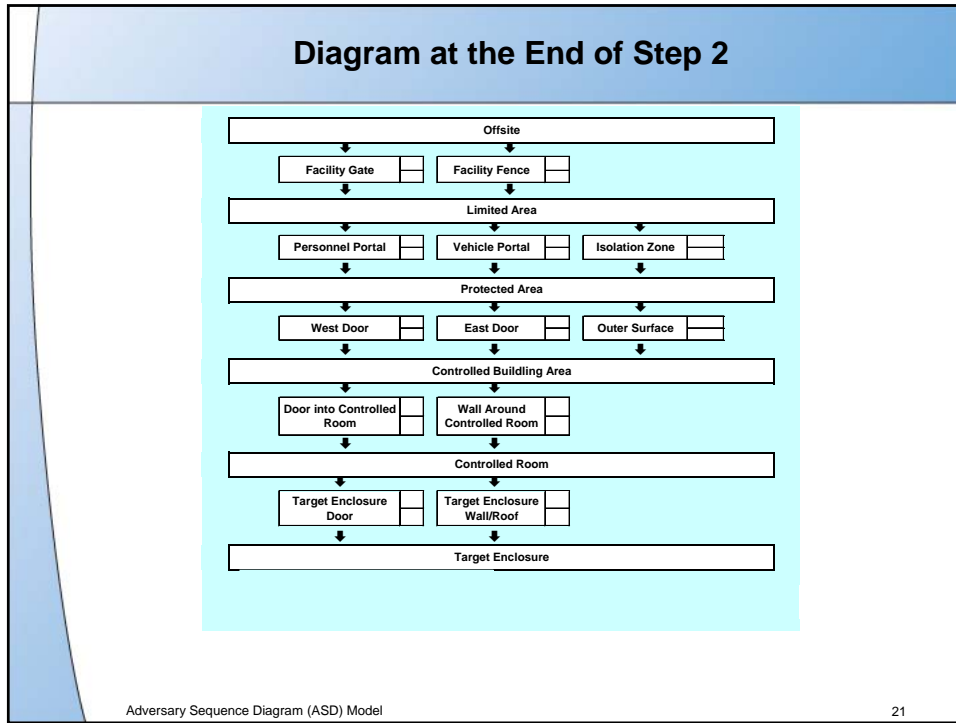 Diagram at the End of Step 2
Offsite
Facility Gate
Facility Fence
Limited Area
Personnel Portal
Vehicle Portal
Isolation Zone
Protected Area
West Door
East Door
Outer Surface
Controlled Buildling Area
Door into Controlled
Room
Wall Around
Controlled Room
Controlled Room
Target Enclosure
Door
Target Enclosure
Wall/Roof
Target Enclosure
Adversary Sequence Diagram (ASD) Model
21